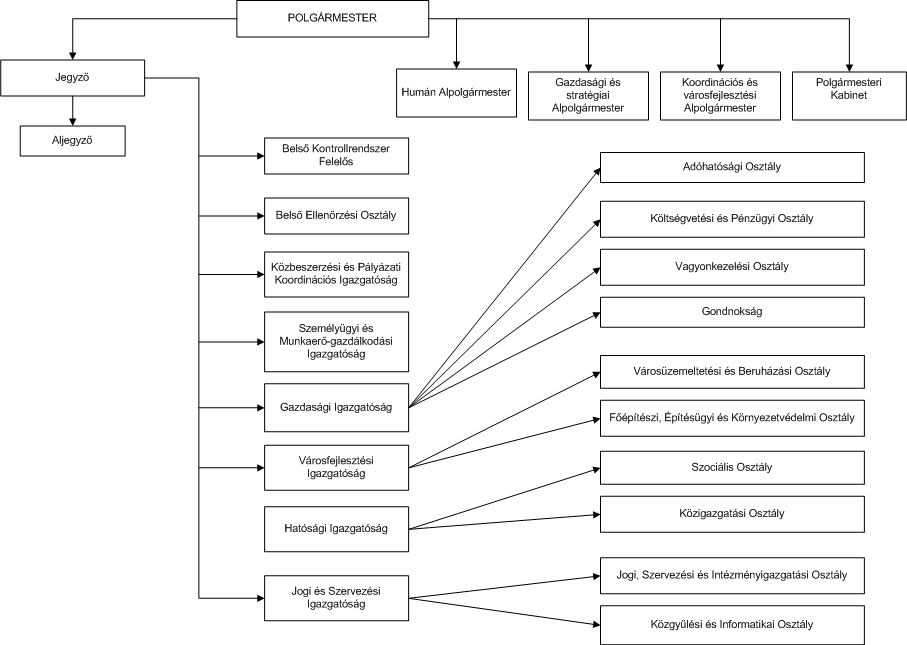 POLGÁRMESTER
Jegyző
Aljegyző
Humán Alpolgármester
Gazdasági és
stratégiai
Alpolgármester
Koordinációs és
városfejlesztési
Alpolgármester
Polgármesteri
Kabinet
Belső Kontrollrendszer
Felelős
Belső Ellenőrzési Osztály
Közbeszerzési és Pályázati
Koordinációs Igazgatóság
Személyügyi és
Munkaerő-gazdálkodási
Igazgatóság
Gazdasági Igazgatóság
Városfejlesztési
Igazgatóság
Hatósági Igazgatóság
Jogi és Szervezési
Igazgatóság
Adóhatósági Osztály
Költségvetési és Pénzügyi Osztály
Vagyonkezelési Osztály
Gondnokság
Városüzemeltetési és Beruházási Osztály
Főépítészi, Építésügyi és Környezetvédelmi Osztály
Szociális Osztály
Közigazgatási Osztály
Jogi, Szervezési és Intézményigazgatási Osztály
Közgyűlési és Informatikai Osztály